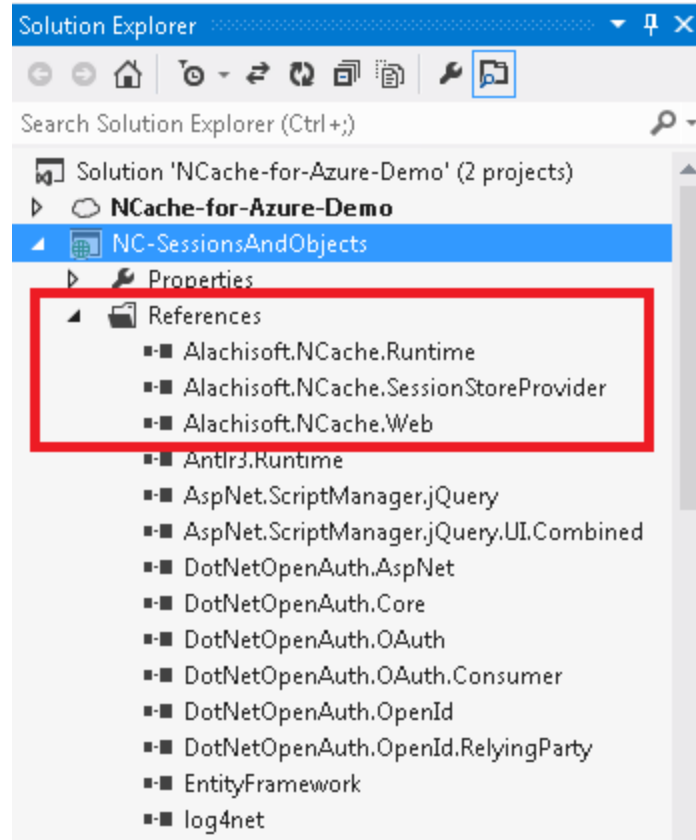 Solution Explorer
Search Solution Explorer (Ctrl+;)
Solution 'NCache-for-Azure-Demo' (2 projects)
NCache-for-Azure-Demo
NC-SessionsAndObjects
Properties
References
Alachisoft.NCache.Runtime
Alachisoft.NCache.SessionStoreProvider
Alachisoft.NCache.Web
Antlr3.Runtime
AspNet.ScriptManager.jQuery
AspNet.ScriptManager.jQuery.UI.Combined
DotNetOpenAuth.AspNet
DotNetOpenAuth.Core
DotNetOpenAuth.OAuth
DotNetOpenAuth.OAuth.Consumer
DotNetOpenAuth.OpenId
DotNetOpenAuth.OpenId.RelyingParty
EntityFramework
log4net